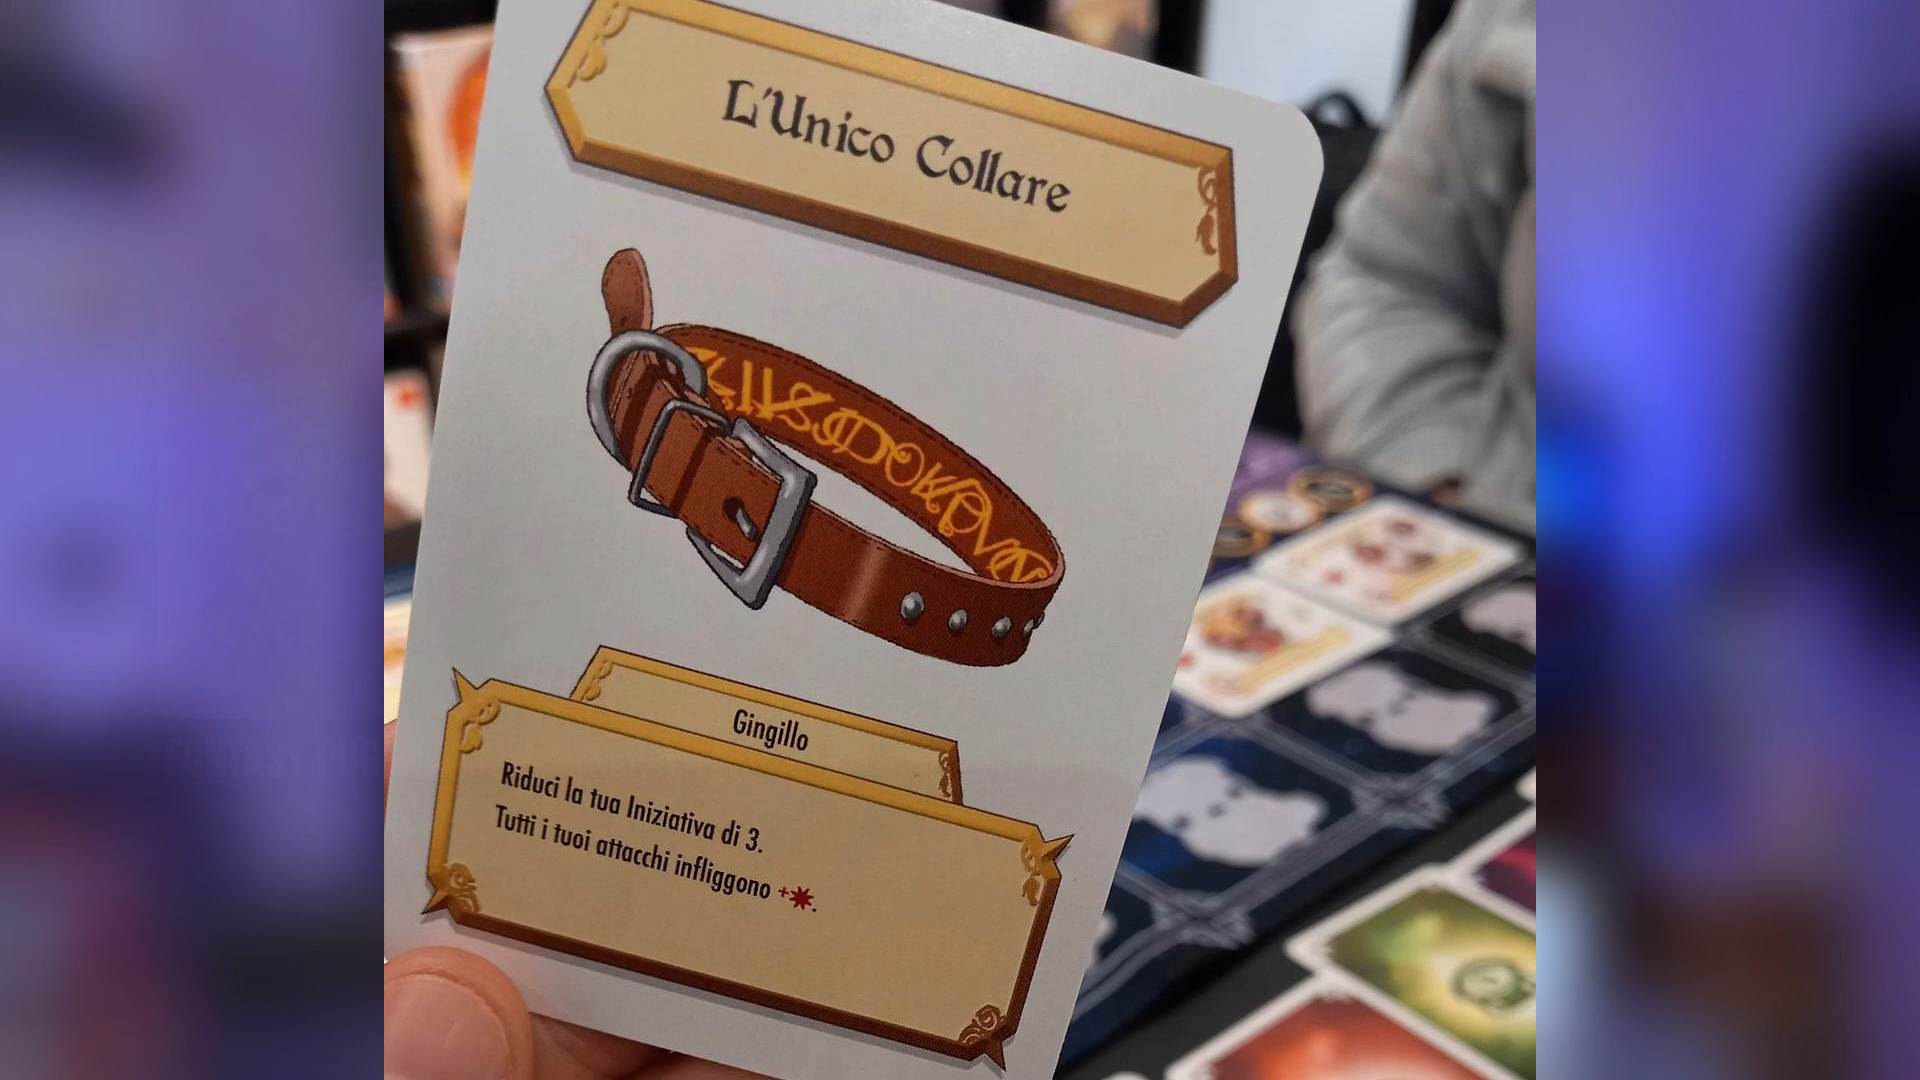 L'Unico Collare
Gingillo
Riduci la tua Iniziativa di 3.
Tutti i tuoi attacchi infliggono +.